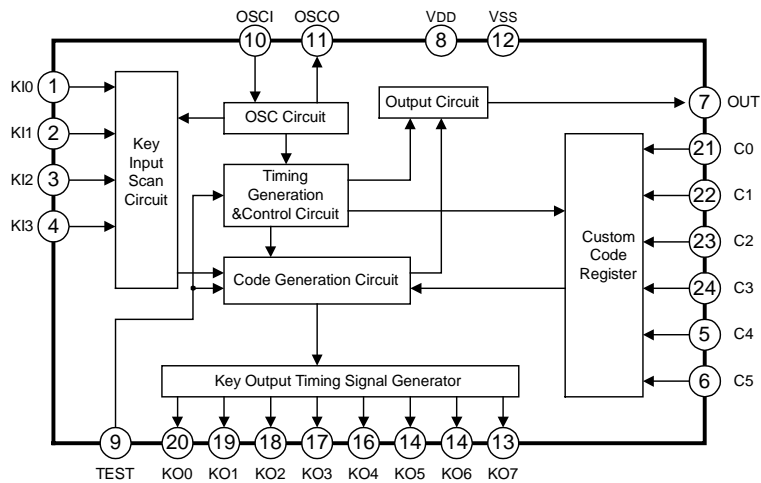 OSCI OSCO VDD VSS
10 11 8 12
KI0 1
KI1 2
KI2 3
KI3 4
Key
Input
Scan
Circuit
OSC Circuit
Output Circuit
7 OUT
Timing
Generation
&Control Circuit
Code Generation Circuit
Custom
Code
Register
21 C0
22 C1
23 C2
24 C3
5 C4
6 C5
Key Output Timing Signal Generator
9 20 19 18 17 16 14 14 13
TEST KO0 KO1 KO2 KO3 KO4 KO5 KO6 KO7